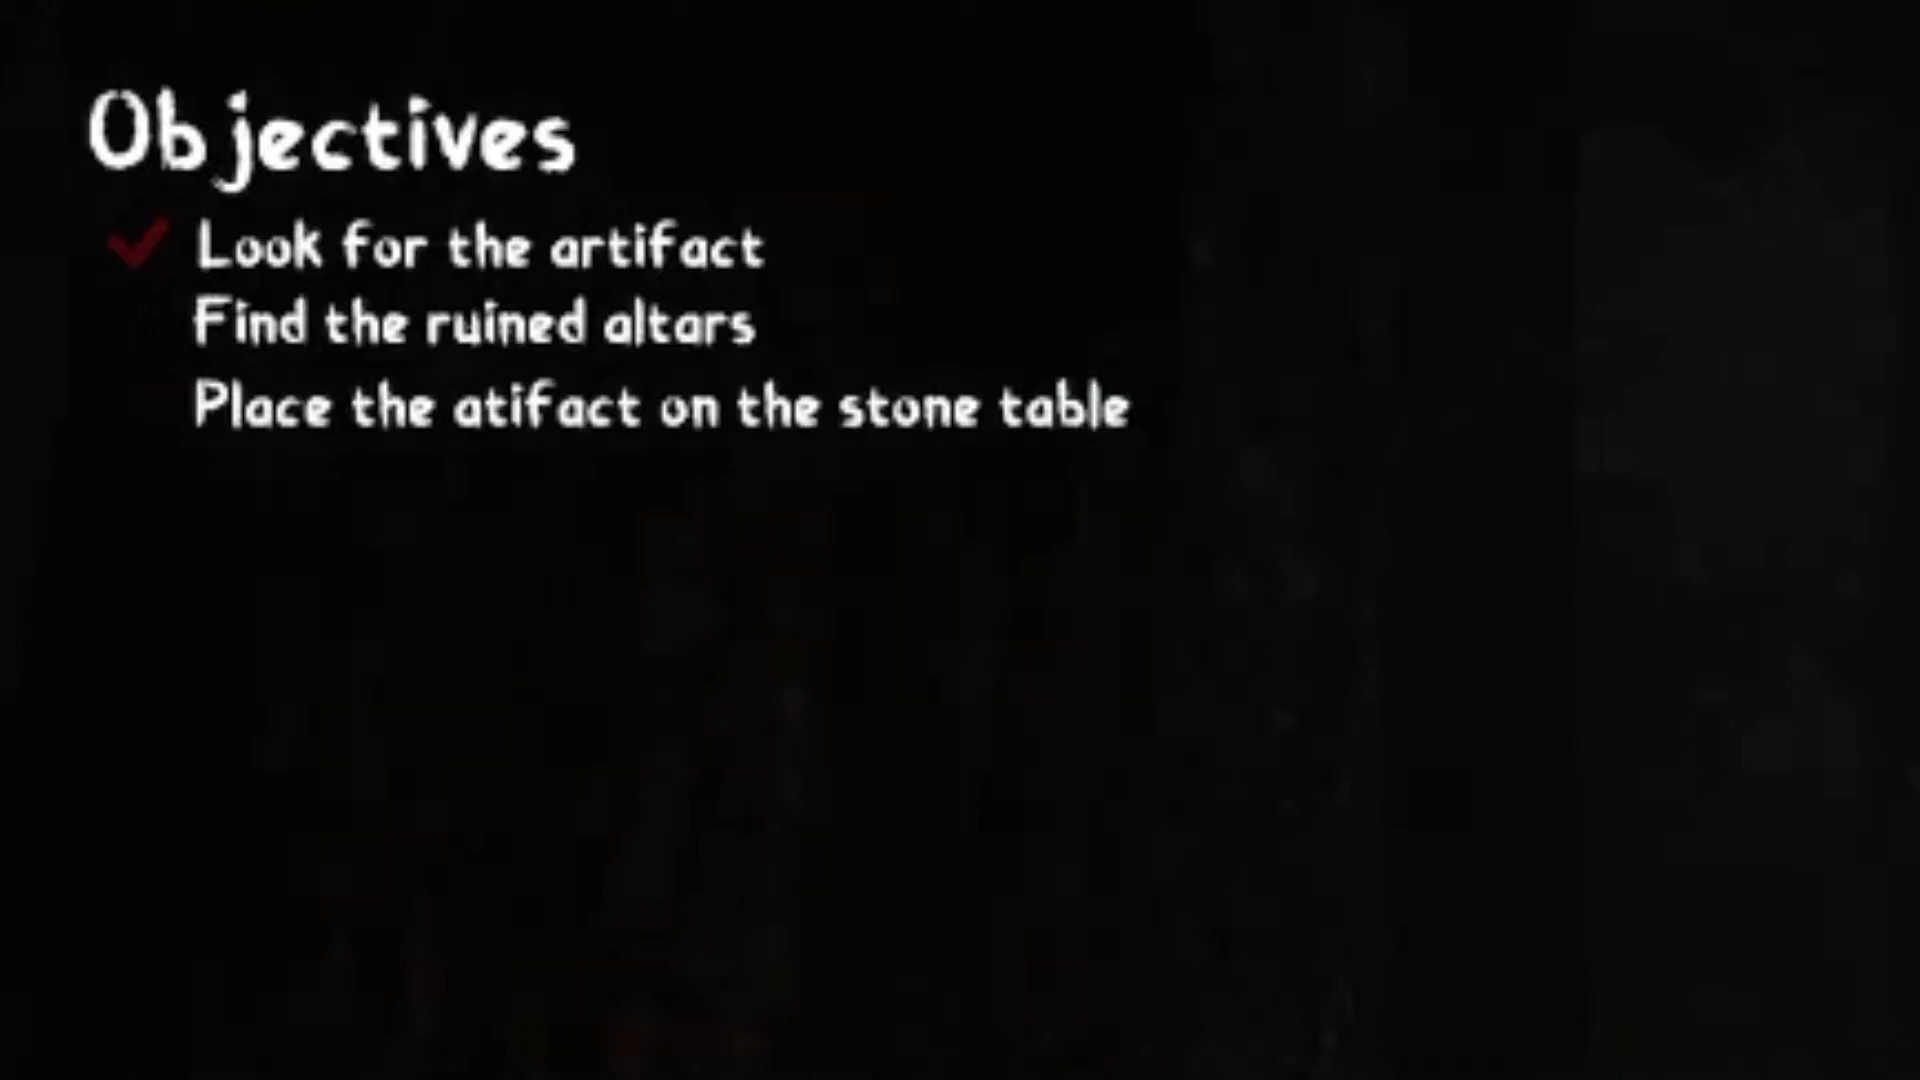 Objectives
Look for the artifact
Find the ruined altars
Place the atifact on the stone table